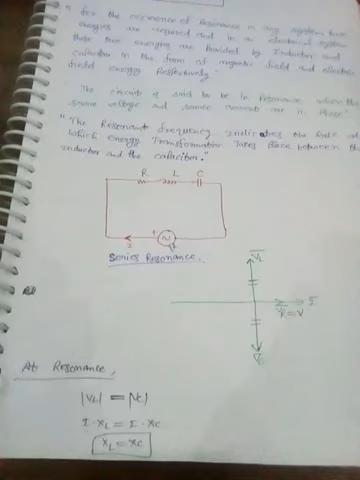 " for the occurence of Resonance in any system two
energies are required and in an electrical system
these two energies are Provided by Inductor and
capacitor in the form of magnetic field and electric
field energy Respectively."
The circuit is said to be in Resonance when the
source voltage and source current are in Phase"
"The Resonant frequency indicates the rate at
which energy Transformation Takes Place between the
inductor and the capacitor."
R L C
+
I
Series Resonance.
VL
I
VR=V
VC
At Resonance,
|VL| = |VC|
I·XL = I·XC
XL = XC